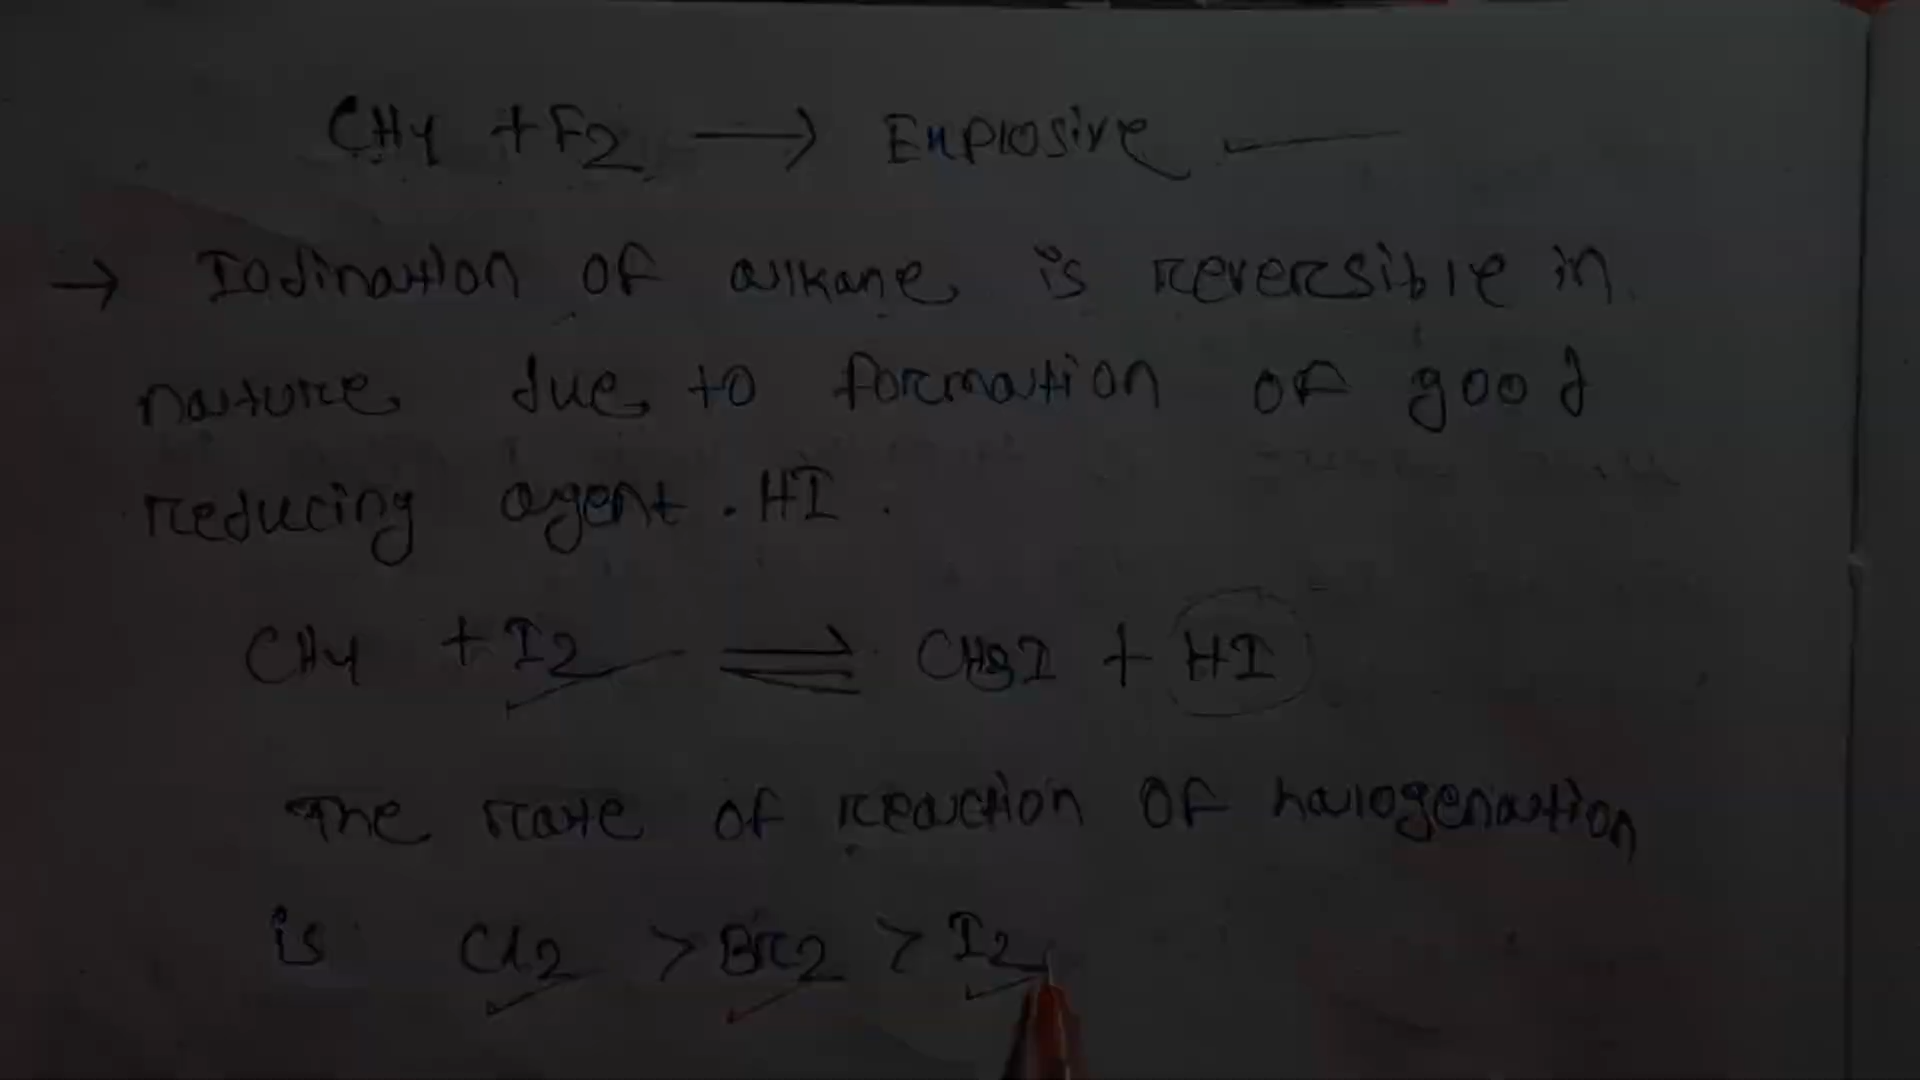 CH4 + F2 → Explosive
→ Iodination of alkane is reversible in
nature due to formation of good
reducing agent. HI.
CH4 + I2 ⇌ CH3I + HI
The rate of reaction of halogenation
is Cl2 > Br2 > I2